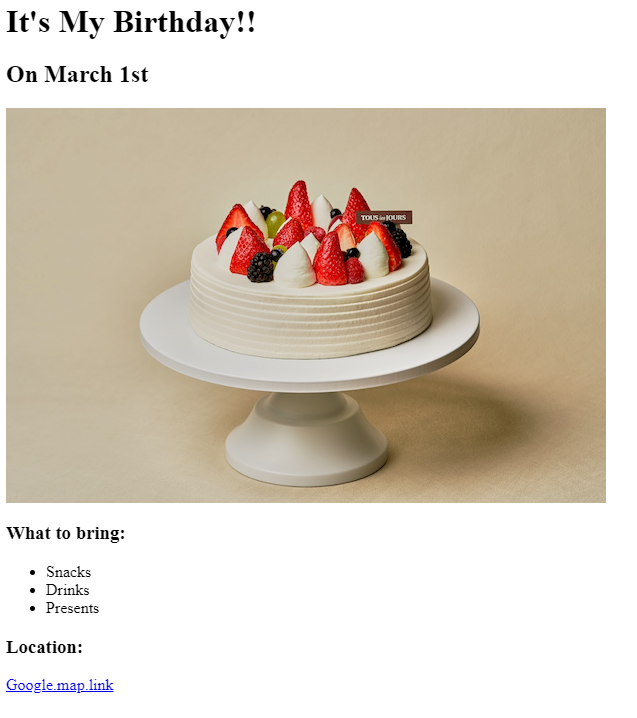 It's My Birthday!!
On March 1st
TOUS les JOURS
What to bring:
Snacks
Drinks
Presents
Location:
Google.map.link